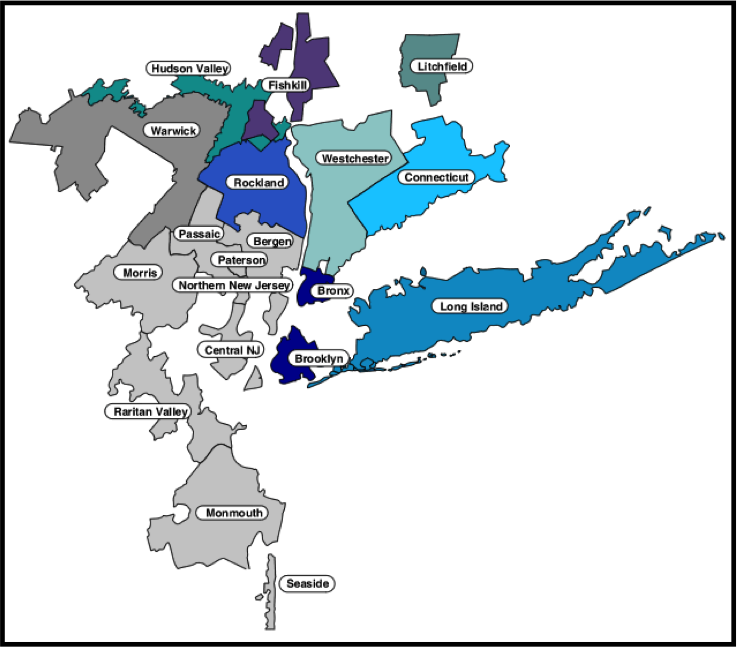 Hudson Valley
Litchfield
Fishkill
Warwick
Westchester
Connecticut
Rockland
Passaic
Bergen
Paterson
Morris
Northern New Jersey
Bronx
Long Island
Central NJ
Brooklyn
Raritan Valley
Monmouth
Seaside